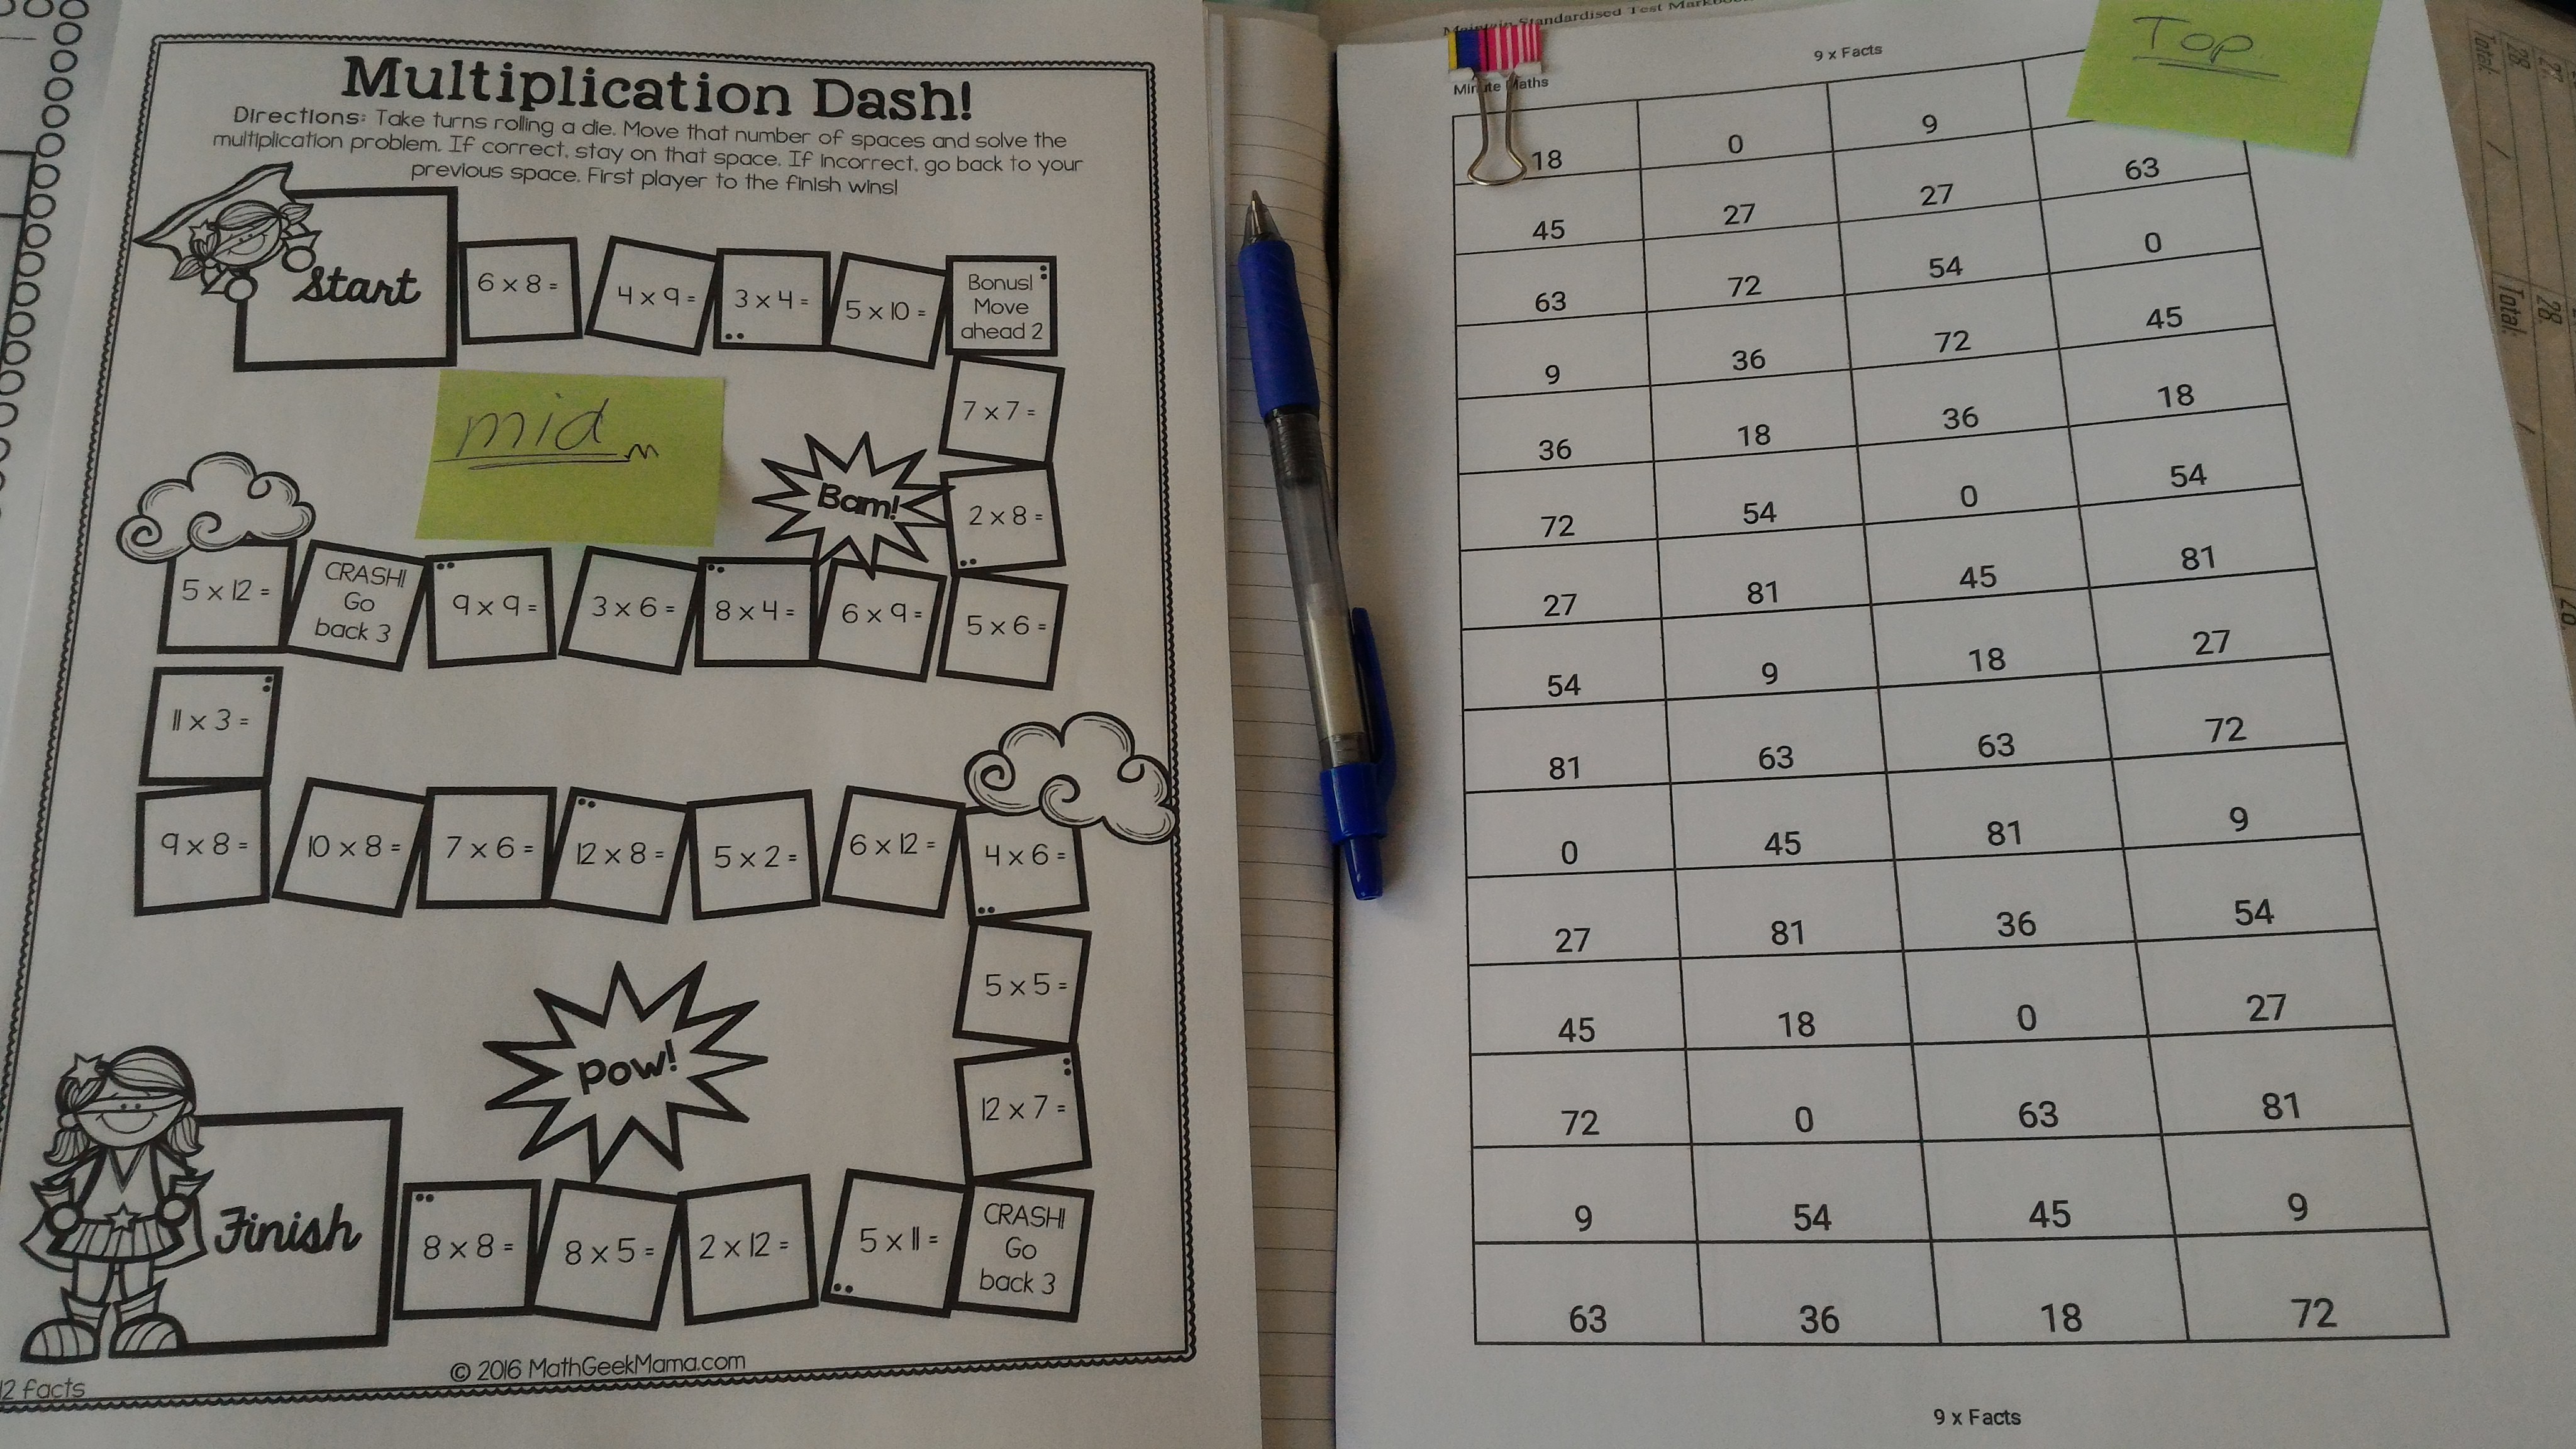 Multiplication Dash!
Directions: Take turns rolling a die. Move that number of spaces and solve the
multiplication problem. If correct, stay on that space. If incorrect, go back to your
previous space. First player to the finish wins!
Start
6 x 8 =
4 x 9 =
3 x 4 =
5 x 10 =
Bonus!
Move
ahead 2
7 x 7 =
mid
Bam!
2 x 8 =
5 x 12 =
CRASH!
Go
back 3
9 x 9 =
3 x 6 =
8 x 4 =
6 x 9 =
5 x 6 =
11 x 3 =
9 x 8 =
10 x 8 =
7 x 6 =
12 x 8 =
5 x 2 =
6 x 12 =
4 x 6 =
5 x 5 =
Pow!
12 x 7 =
Finish
8 x 8 =
8 x 5 =
2 x 12 =
5 x 11 =
CRASH!
Go
back 3
© 2016 MathGeekMama.com
12 facts
Standardised Test
9 x Facts
Minute Maths
Top
18 0 9
45 27 27 63
63 72 54 0
9 36 72 45
36 18 36 18
72 54 0 54
27 81 45 81
54 9 18 27
81 63 63 72
0 45 81 9
27 81 36 54
45 18 0 27
72 0 63 81
9 54 45 9
63 36 18 72
9 x Facts
28
Total:
28.
Total: